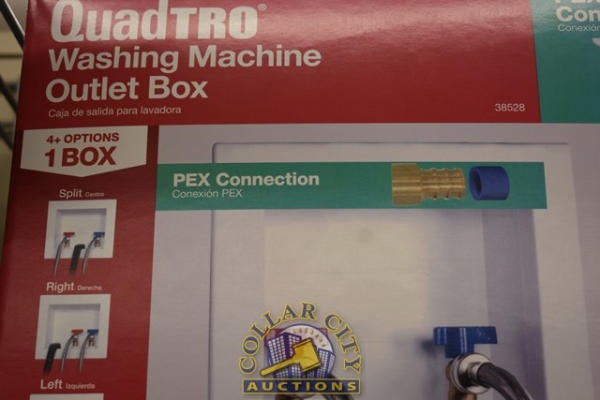 QUADTRO®
Washing Machine
Outlet Box
Caja de salida para lavadora
38528
4+ OPTIONS
1 BOX
PEX Connection
Conexión PEX
Split Centro
Right Derecha
Left Izquierda
COLLAR CITY
AUCTIONS